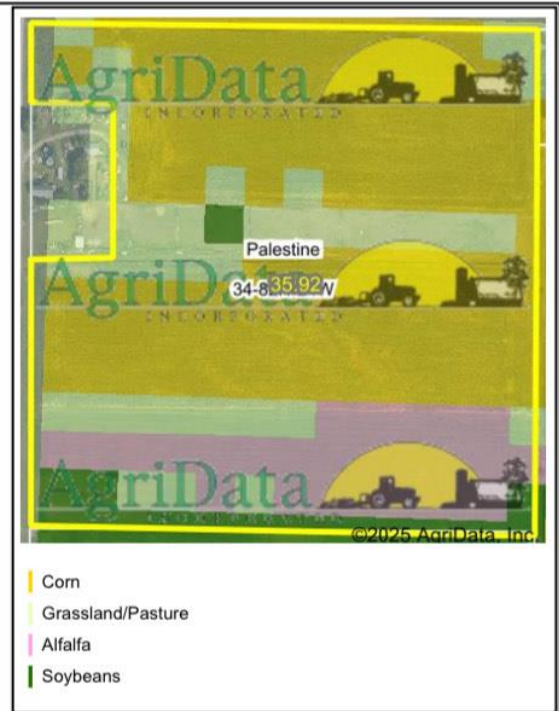 AgriData
INCORPORATED
Palestine
AgriData
35.92
INCORPORATED
AgriData
©2025 AgriData, Inc.
Corn
Grassland/Pasture
Alfalfa
Soybeans